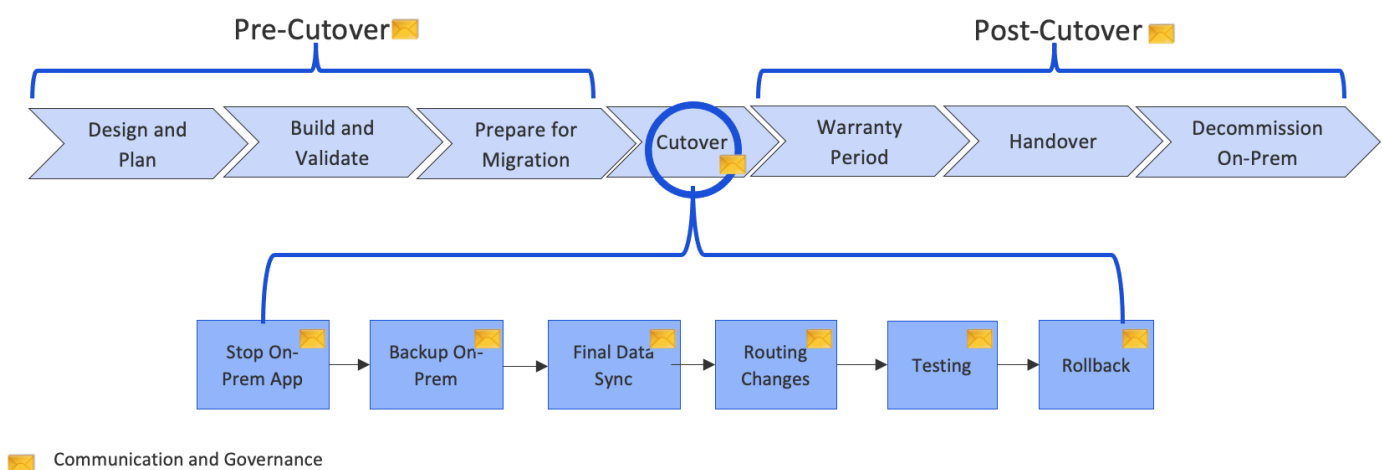 Pre-Cutover
Post-Cutover
Design and
Plan
Build and
Validate
Prepare for
Migration
Cutover
Warranty
Period
Handover
Decommission
On-Prem
Stop On-
Prem App
Backup On-
Prem
Final Data
Sync
Routing
Changes
Testing
Rollback
Communication and Governance